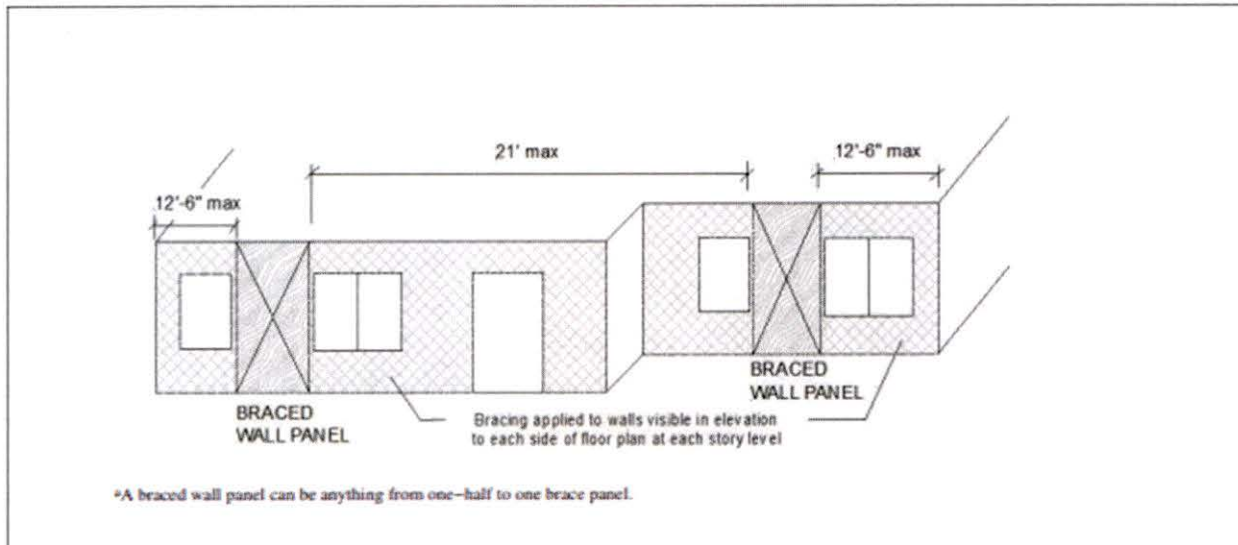 21' max
12'-6" max
12'-6" max
BRACED
WALL PANEL
BRACED
WALL PANEL
Bracing applied to walls visible in elevation
to each side of floor plan at each story level
ᵃA braced wall panel can be anything from one–half to one brace panel.